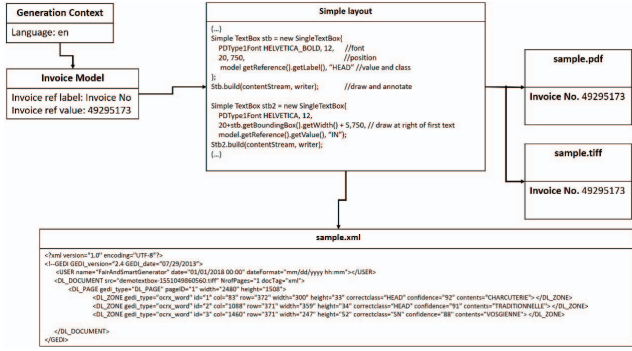 Generation Context
Language: en
Invoice Model
Invoice ref label: Invoice No
Invoice ref value: 49295173
Simple layout
{...}
Simple TextBox stb = new SingleTextBox{
PDType1Font HELVETICA_BOLD, 12, //font
20, 750, //position
model getReference().getLabel(), "HEAD" //value and class
};
Stb.build(contentStream, writer); //draw and annotate
Simple TextBox stb2 = new SingleTextBox{
PDType1Font HELVETICA, 12,
20+stb.getBoundingBox().getWidth() + 5,750, // draw at right of first text
model.getReference().getValue(), "IN"};
Stb2.build(contentStream, writer);
{...}
sample.pdf
Invoice No. 49295173
sample.tiff
Invoice No. 49295173
sample.xml
<?xml version="1.0" encoding="UTF-8"?>
<!--GEDI GEDI_version="2.4 GEDI_date="07/29/2013">
<USER name="FairAndSmartGenerator" date="01/01/2018 00:00" dateFormat="mm/dd/yyyy hh:mm"></USER>
<DL_DOCUMENT src="demotextbox-1551049860560.tiff" NrofPages="1 docTag="xml">
<DL_PAGE gedi_type="DL_PAGE" pageID="1" width="2480" height="1508">
<DL_ZONE gedi_type="ocrx_word" id="1" col="83" row="372" width="300" height="33" correctclass="HEAD" confidence="92" contents="CHARCUTERIE"> </DL_ZONE>
<DL_ZONE gedi_type="ocrx_word" id="2" col="1088" row="371" width="359" height="34" correctclass="HEAD" confidence="91" contents="TRADITIONNELLE"> </DL_ZONE>
<DL_ZONE gedi_type="ocrx_word" id="3" col="1460" row="371" width="247" height="52" correctclass="SN" confidence="88" contents="VOSGIENNE"> </DL_ZONE>
</DL_DOCUMENT>
</GEDI>